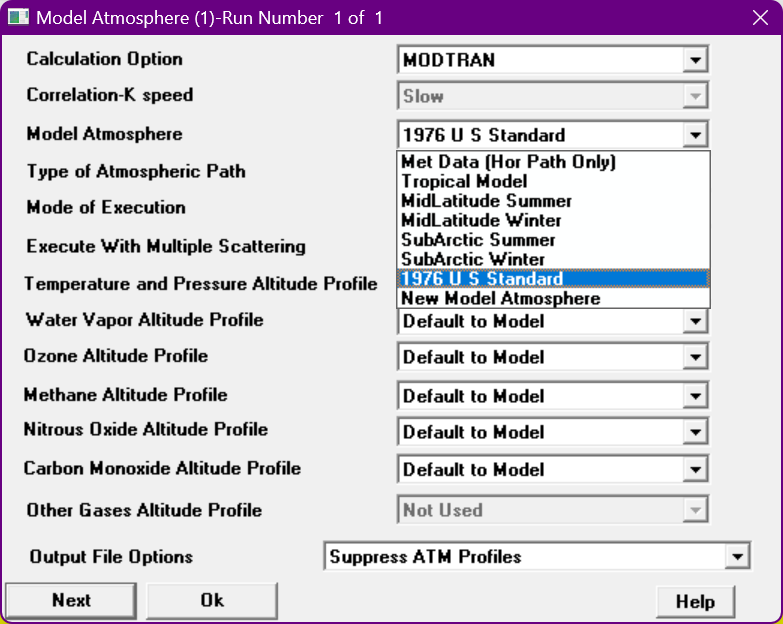 Model Atmosphere (1)-Run Number 1 of 1
Calculation Option MODTRAN
Correlation-K speed Slow
Model Atmosphere 1976 U S Standard
Met Data (Hor Path Only)
Type of Atmospheric Path Tropical Model
MidLatitude Summer
Mode of Execution MidLatitude Winter
Execute With Multiple Scattering SubArctic Summer
SubArctic Winter
Temperature and Pressure Altitude Profile 1976 U S Standard
New Model Atmosphere
Water Vapor Altitude Profile Default to Model
Ozone Altitude Profile Default to Model
Methane Altitude Profile Default to Model
Nitrous Oxide Altitude Profile Default to Model
Carbon Monoxide Altitude Profile Default to Model
Other Gases Altitude Profile Not Used
Output File Options Suppress ATM Profiles
Next Ok Help